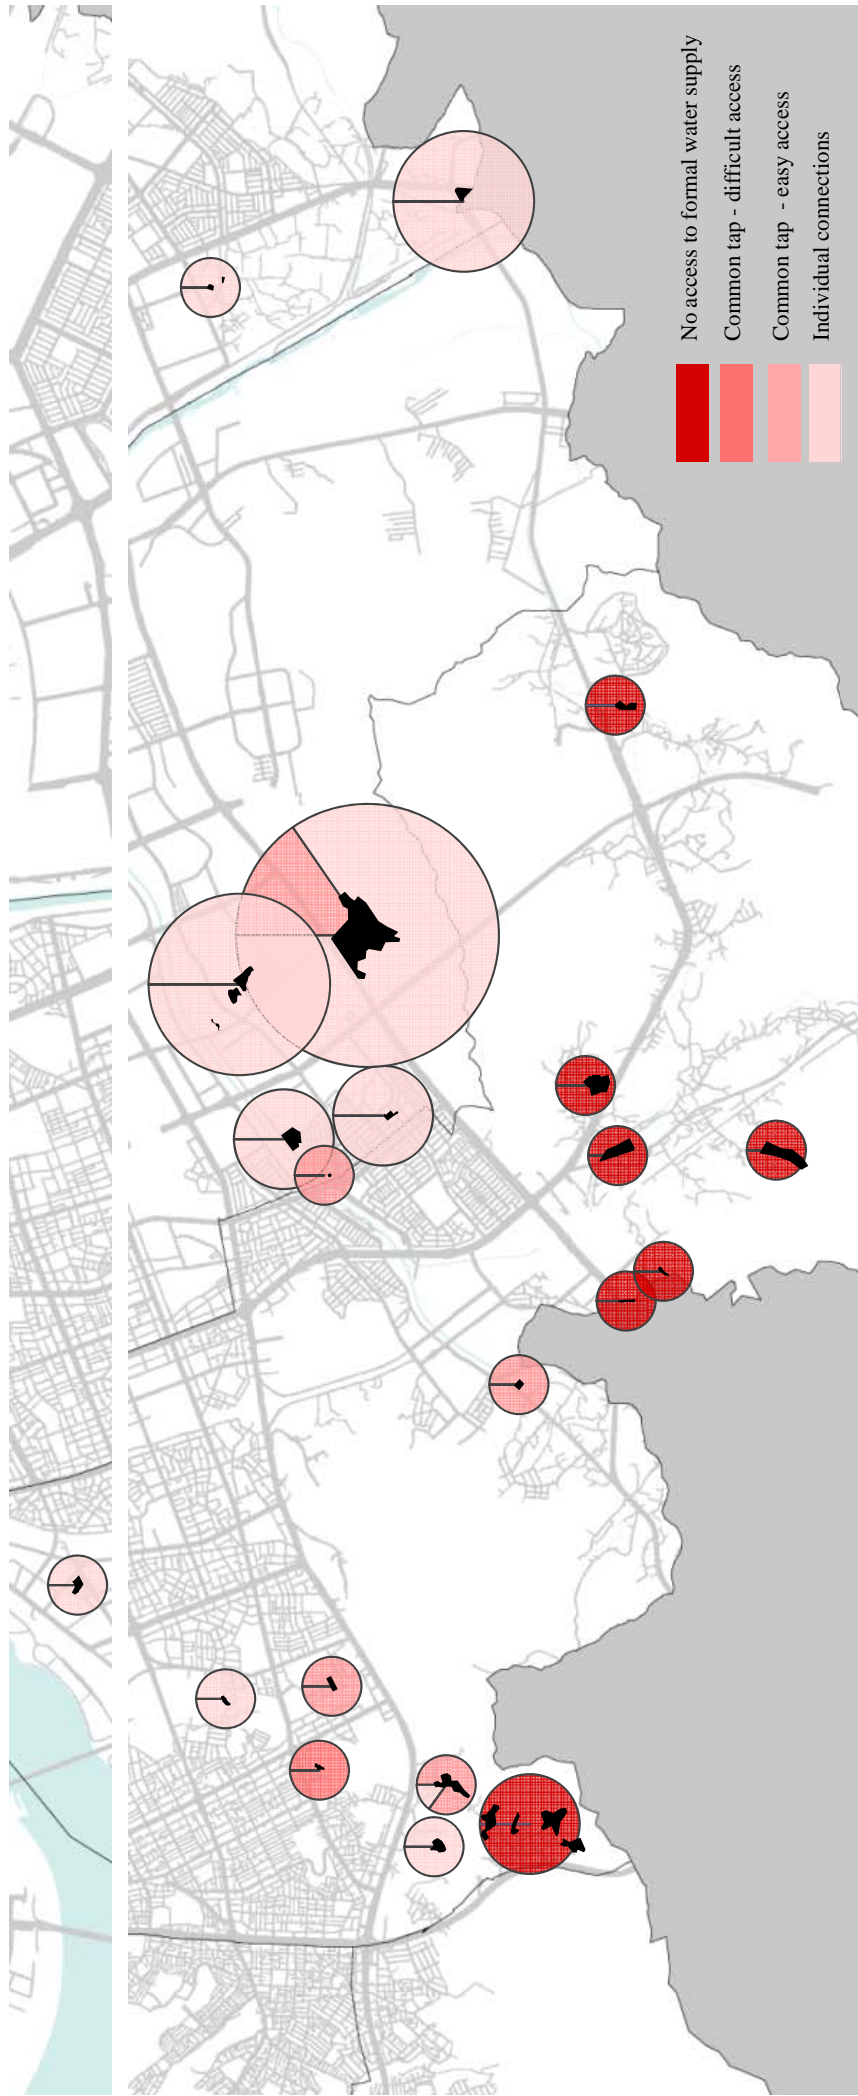 No access to formal water supply
Common tap - difficult access
Common tap - easy access
Individual connections